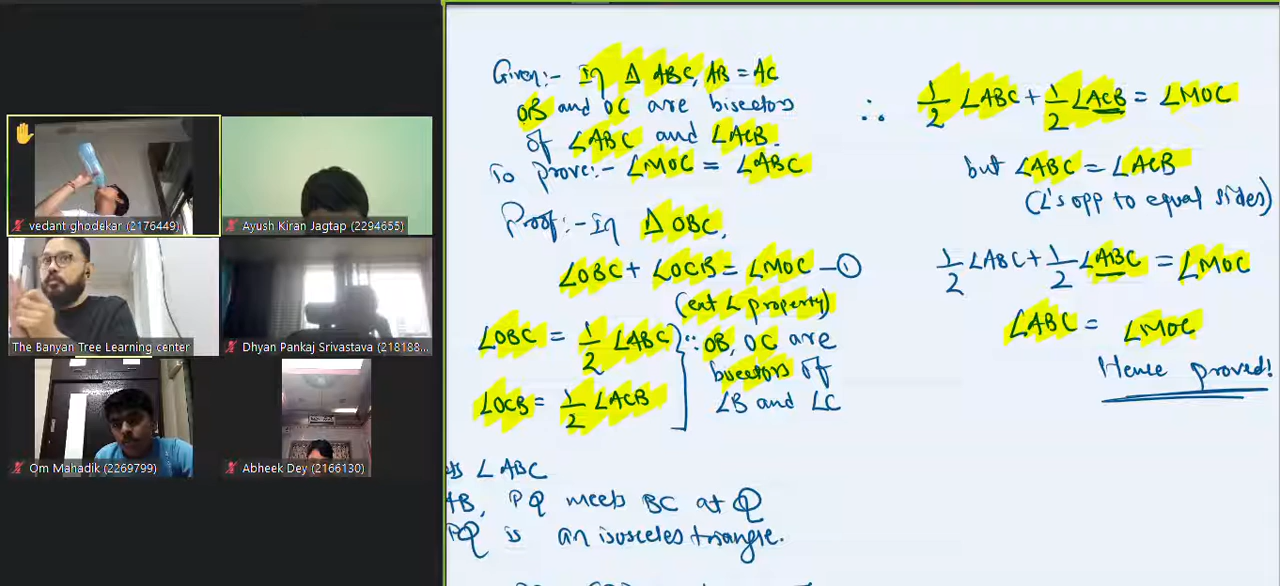 vedant ghodekar (2176449)
Ayush Kiran Jagtap (2294655)
The Banyan Tree Learning center
Dhyan Pankaj Srivastava (218188...
Om Mahadik (2269799)
Abheek Dey (2166130)
Given:- In Δ ABC, AB = AC
OB and OC are bisectors
of ∠ABC and ∠ACB.
To prove:- ∠MOC = ∠ABC
Proof:- In Δ OBC,
∠OBC + ∠OCB = ∠MOC -①
(ext ∠ property)
∠OBC = 1/2 ∠ABC } ∵ OB, OC are
bisectors of
∠OCB = 1/2 ∠ACB ∠B and ∠C
∠ABC
AB, PQ meets BC at Q
PQ is an isosceles triangle.
∴ 1/2 ∠ABC + 1/2 ∠ACB = ∠MOC
but ∠ABC = ∠ACB
(∠'s opp to equal sides)
1/2 ∠ABC + 1/2 ∠ABC = ∠MOC
∠ABC = ∠MOC
Hence proved!